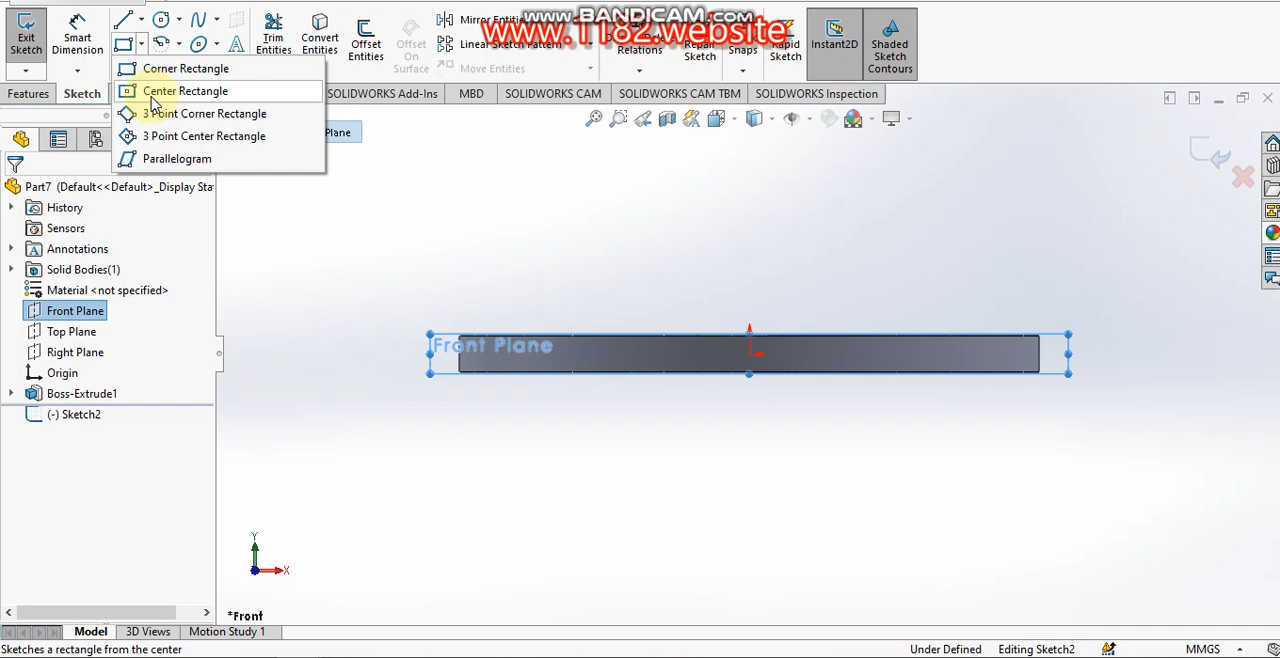 www.BANDICAM.com
www.1182.website
Exit Sketch
Smart Dimension
Trim Entities
Convert Entities
Offset Entities
Offset On Surface
Mirror Entities
Linear Sketch Pattern
Move Entities
Relations
Repair Sketch
Snaps
Rapid Sketch
Instant2D
Shaded Sketch Contours
Corner Rectangle
Center Rectangle
3 Point Corner Rectangle
3 Point Center Rectangle
Parallelogram
Features
Sketch
SOLIDWORKS Add-Ins
MBD
SOLIDWORKS CAM
SOLIDWORKS CAM TBM
SOLIDWORKS Inspection
Plane
Part7 (Default<<Default>_Display Sta
History
Sensors
Annotations
Solid Bodies(1)
Material <not specified>
Front Plane
Top Plane
Right Plane
Origin
Boss-Extrude1
(-) Sketch2
Front Plane
Y
X
*Front
Model
3D Views
Motion Study 1
Sketches a rectangle from the center
Under Defined
Editing Sketch2
MMGS